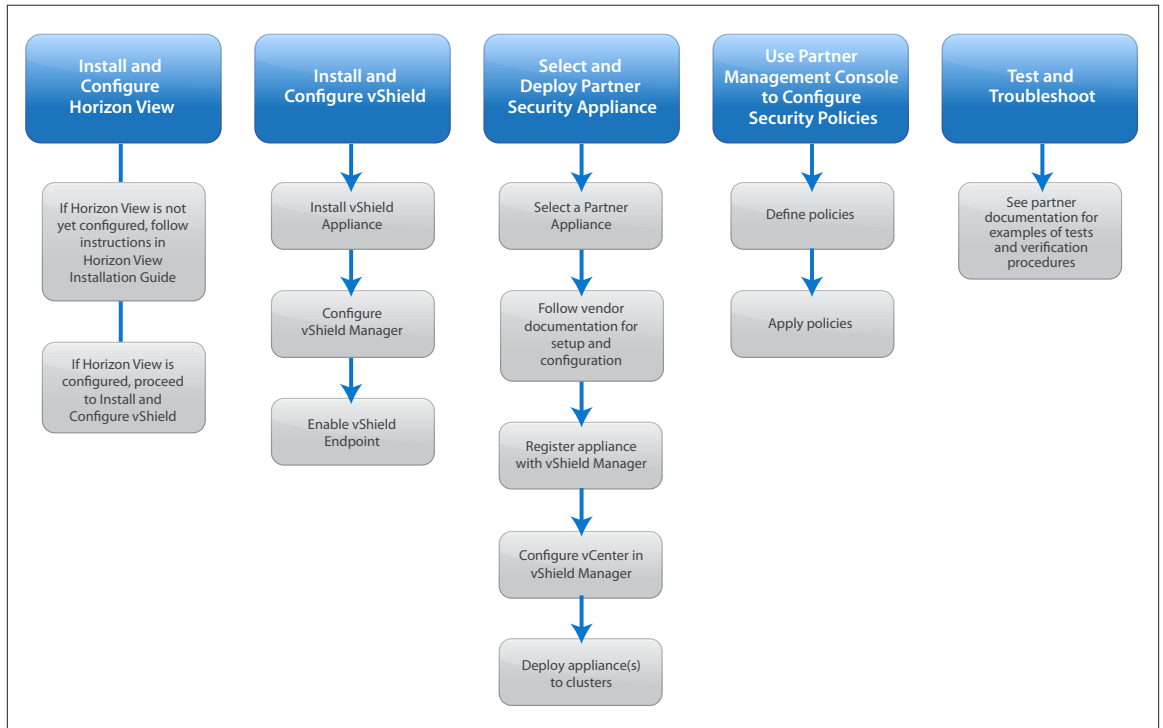 Install and
Configure
Horizon View
If Horizon View is not
yet configured, follow
instructions in
Horizon View
Installation Guide
If Horizon View is
configured, proceed
to Install and
Configure vShield
Install and
Configure vShield
Install vShield
Appliance
Configure
vShield Manager
Enable vShield
Endpoint
Select and
Deploy Partner
Security Appliance
Select a Partner
Appliance
Follow vendor
documentation for
setup and
configuration
Register appliance
with vShield Manager
Configure vCenter in
vShield Manager
Deploy appliance(s)
to clusters
Use Partner
Management Console
to Configure
Security Policies
Define policies
Apply policies
Test and
Troubleshoot
See partner
documentation for
examples of tests
and verification
procedures